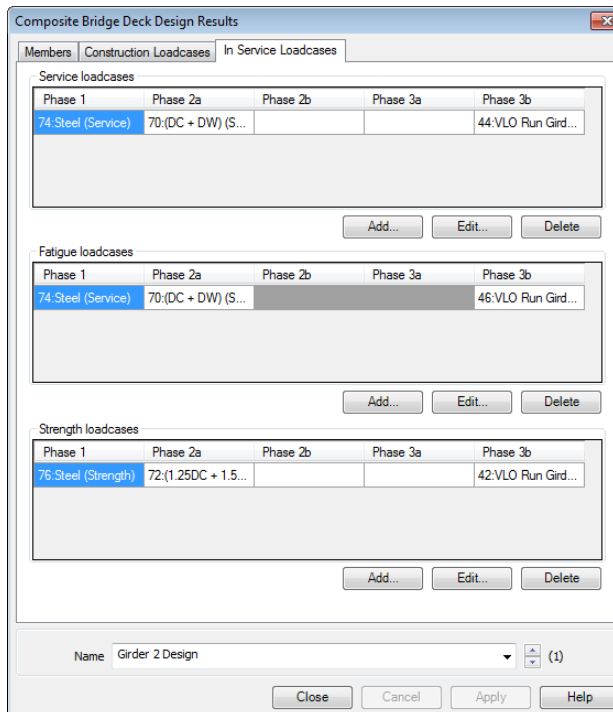 Composite Bridge Deck Design Results
Members Construction Loadcases In Service Loadcases
Service loadcases
Phase 1 Phase 2a Phase 2b Phase 3a Phase 3b
74:Steel (Service) 70:(DC + DW) (S... 44:VLO Run Gird...
Add... Edit... Delete
Fatigue loadcases
Phase 1 Phase 2a Phase 2b Phase 3a Phase 3b
74:Steel (Service) 70:(DC + DW) (S... 46:VLO Run Gird...
Add... Edit... Delete
Strength loadcases
Phase 1 Phase 2a Phase 2b Phase 3a Phase 3b
76:Steel (Strength) 72:(1.25DC + 1.5... 42:VLO Run Gird...
Add... Edit... Delete
Name Girder 2 Design (1)
Close Cancel Apply Help